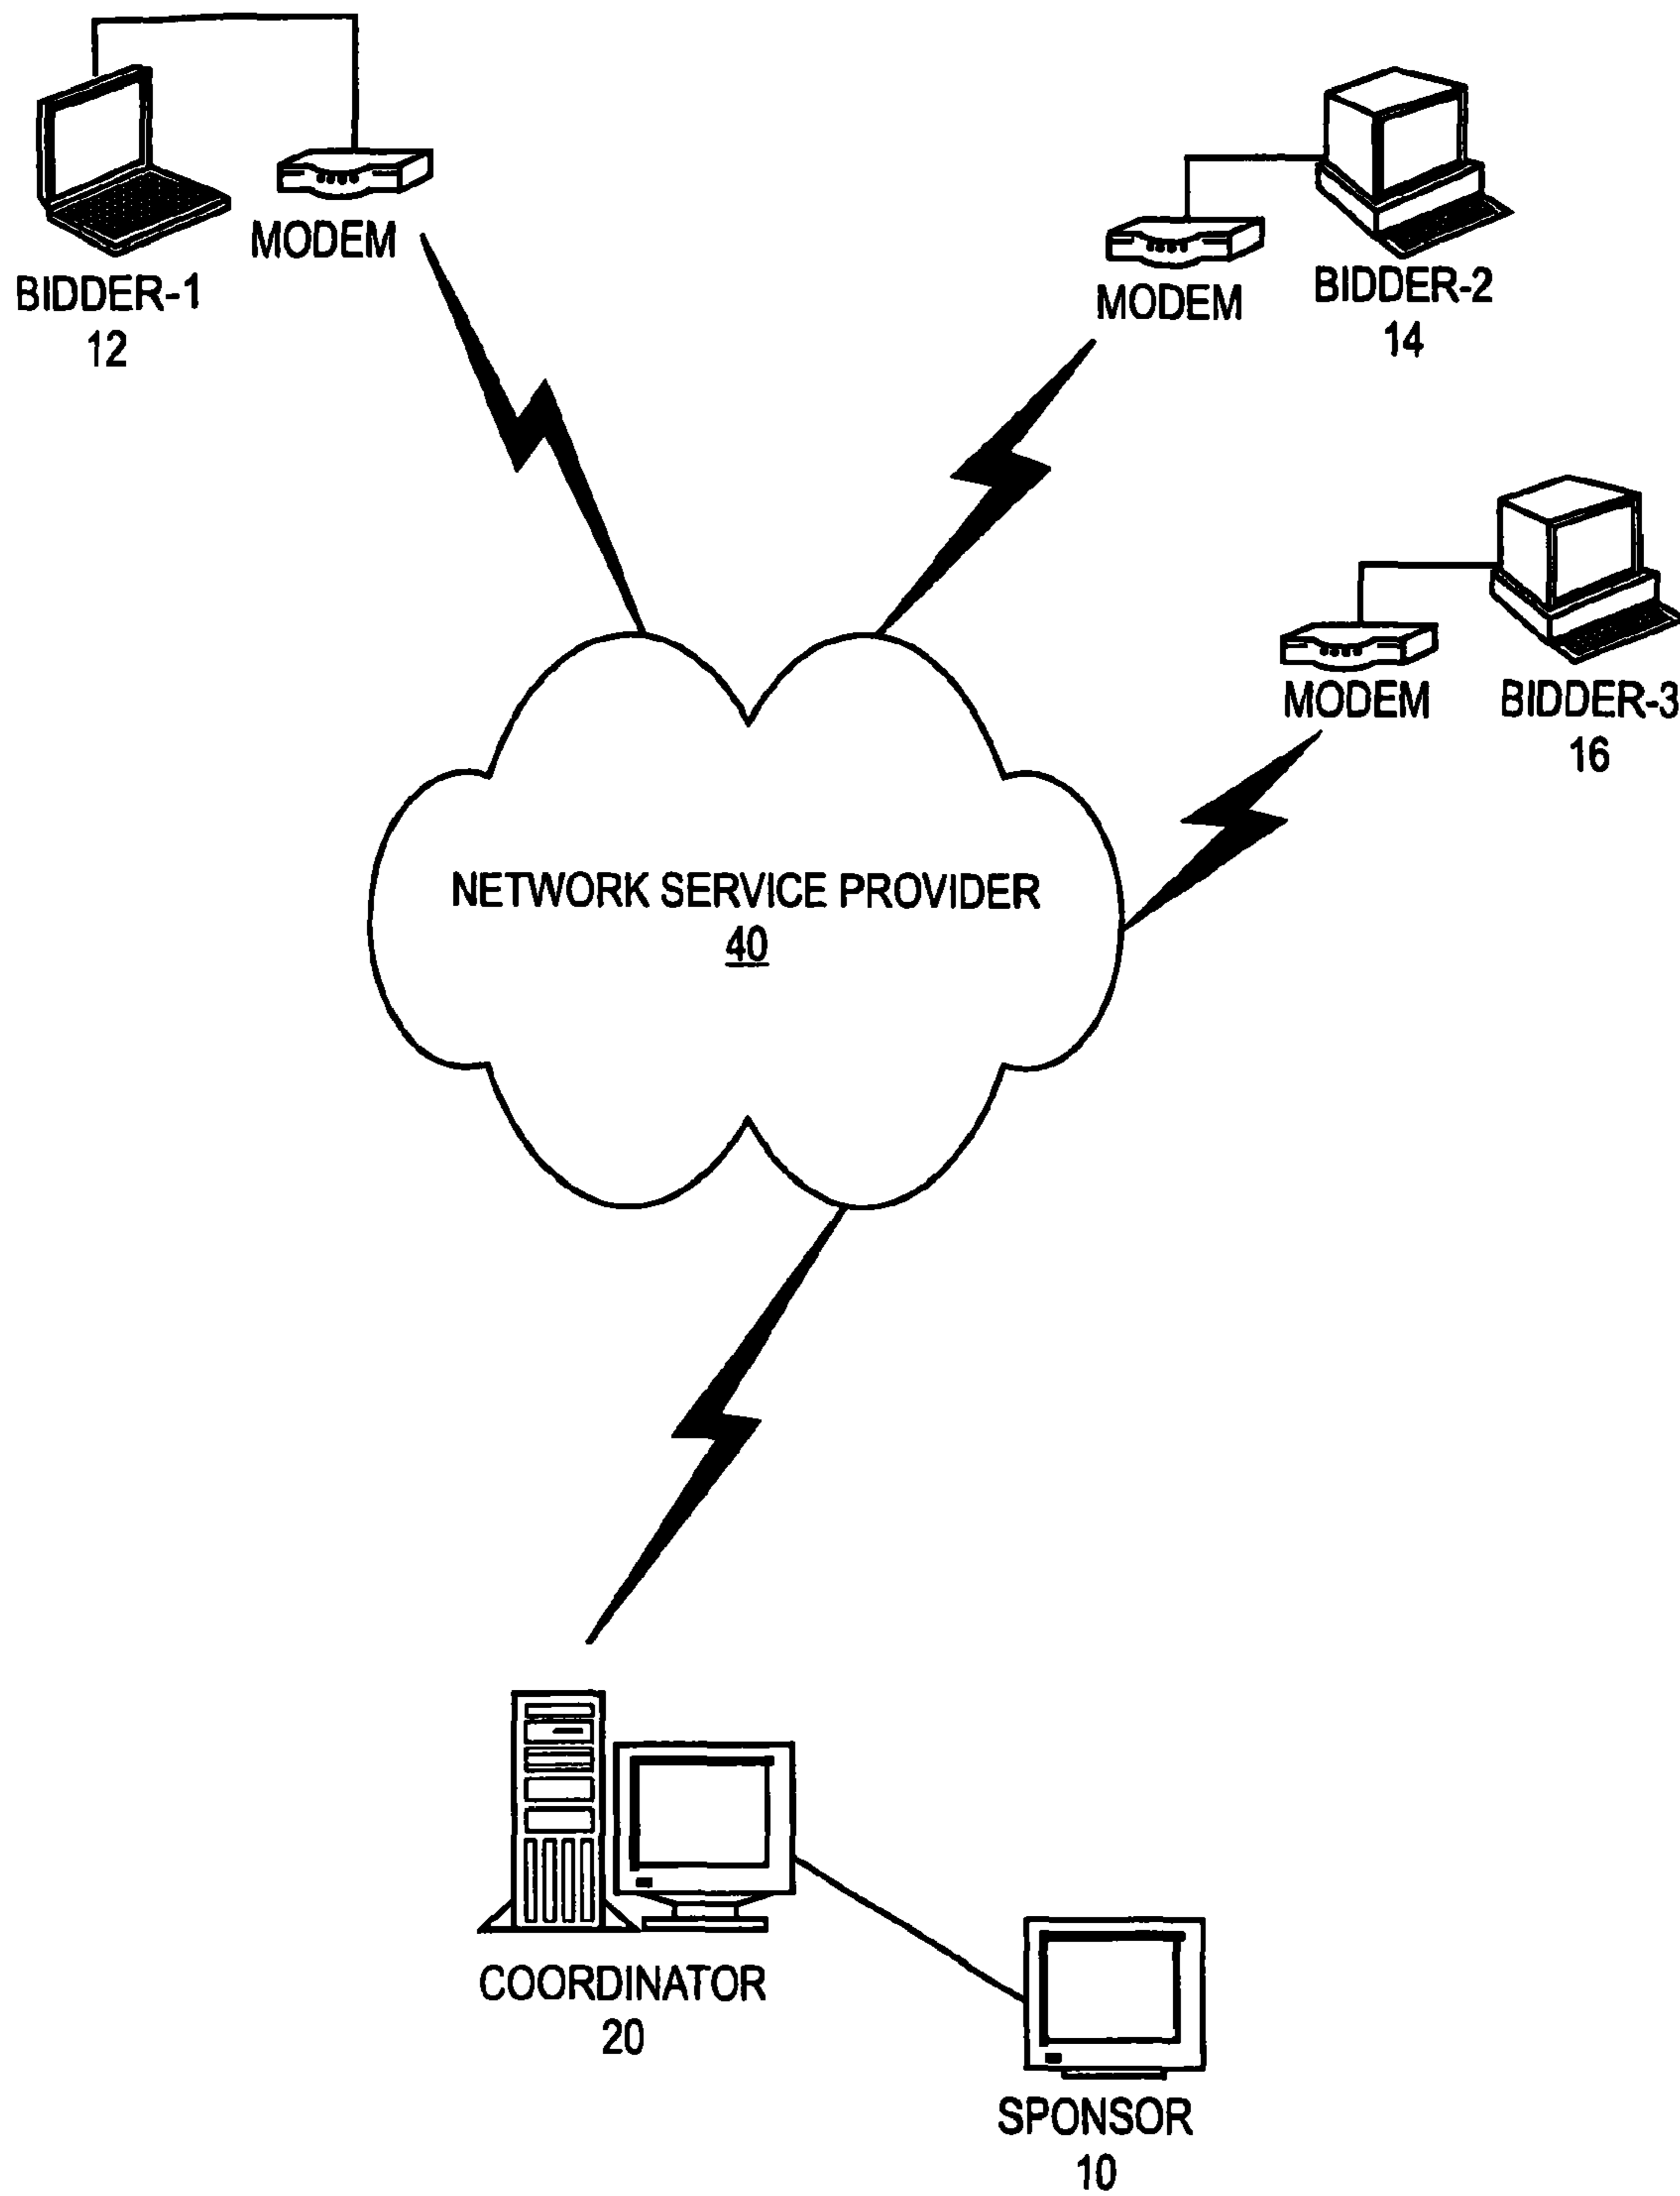 MODEM
BIDDER-1
12
MODEM
BIDDER-2
14
MODEM
BIDDER-3
16
NETWORK SERVICE PROVIDER
40
COORDINATOR
20
SPONSOR
10